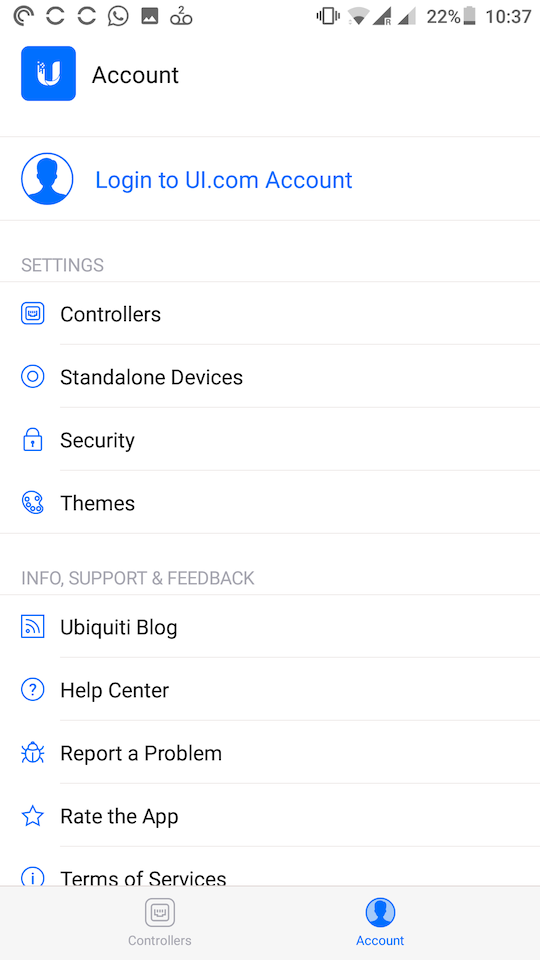 2
R
22%
10:37
Account
Login to UI.com Account
SETTINGS
Controllers
Standalone Devices
Security
Themes
INFO, SUPPORT & FEEDBACK
Ubiquiti Blog
? Help Center
Report a Problem
Rate the App
Terms of Services
Controllers
Account